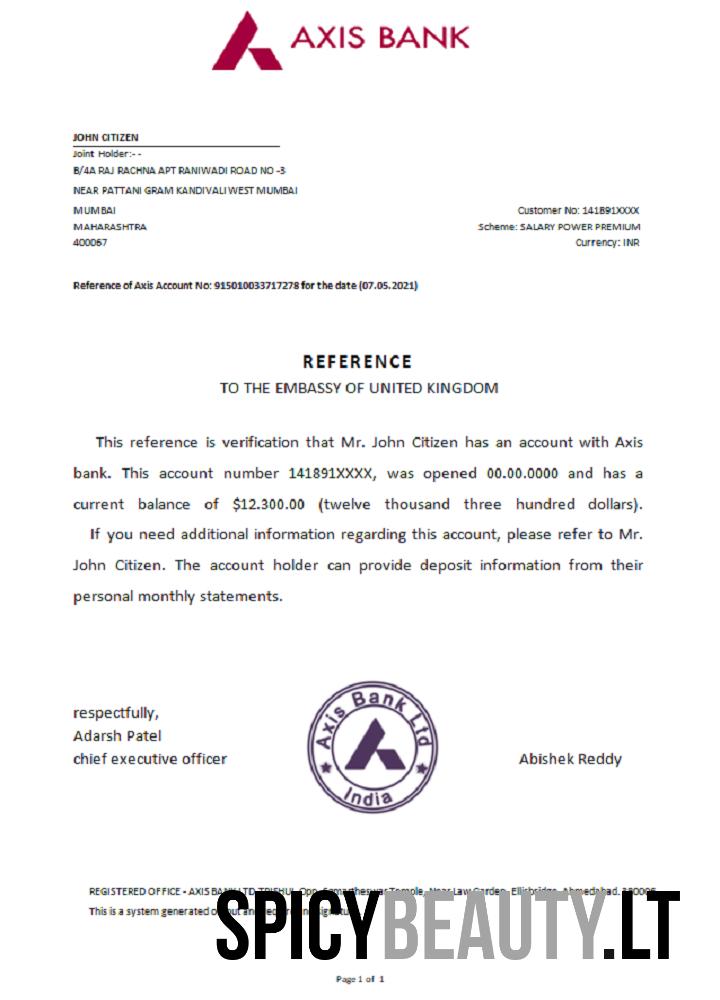 AXIS BANK
JOHN CITIZEN
Joint Holder:- -
B/4A RAJ RACHNA APT RANIWADI ROAD NO -3
NEAR PATTANI GRAM KANDIVALI WEST MUMBAI
MUMBAI
Customer No: 141891XXXX
MAHARASHTRA
Scheme: SALARY POWER PREMIUM
400067
Currency: INR
Reference of Axis Account No: 915010033717278 for the date (07.05.2021)
REFERENCE
TO THE EMBASSY OF UNITED KINGDOM
This reference is verification that Mr. John Citizen has an account with Axis
bank. This account number 141891XXXX, was opened 00.00.0000 and has a
current balance of $12.300.00 (twelve thousand three hundred dollars).
If you need additional information regarding this account, please refer to Mr.
John Citizen. The account holder can provide deposit information from their
personal monthly statements.
respectfully,
Adarsh Patel
chief executive officer
Axis Bank Ltd
India
Abishek Reddy
REGISTERED OFFICE - AXIS BANK LTD, TRISHUL, Opp. Samartheswar Temple, Near Law Garden, Ellisbridge, Ahmedabad.
This is a system generated
SPICYBEAUTY.LT
Page 1 of 1